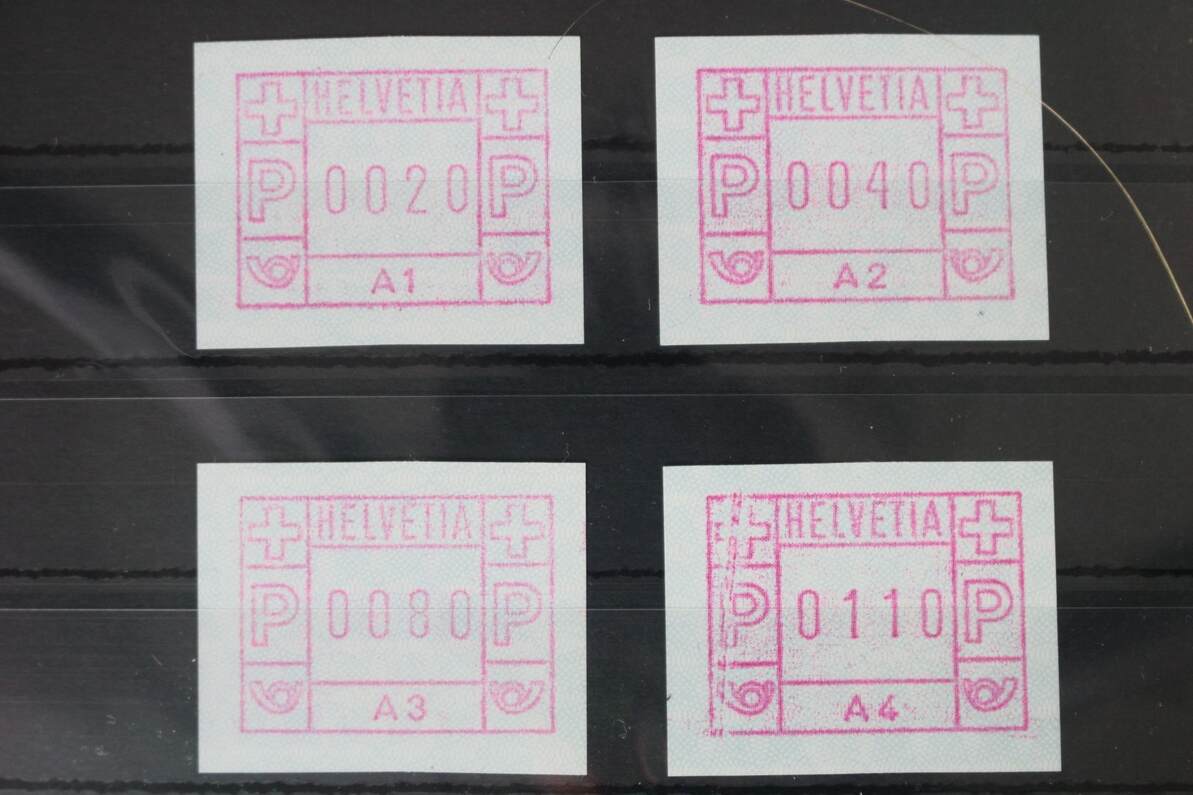 HELVETIA
P 0020 P
A1
HELVETIA
P 0040 P
A2
HELVETIA
P 0080 P
A3
HELVETIA
P 0110 P
A4